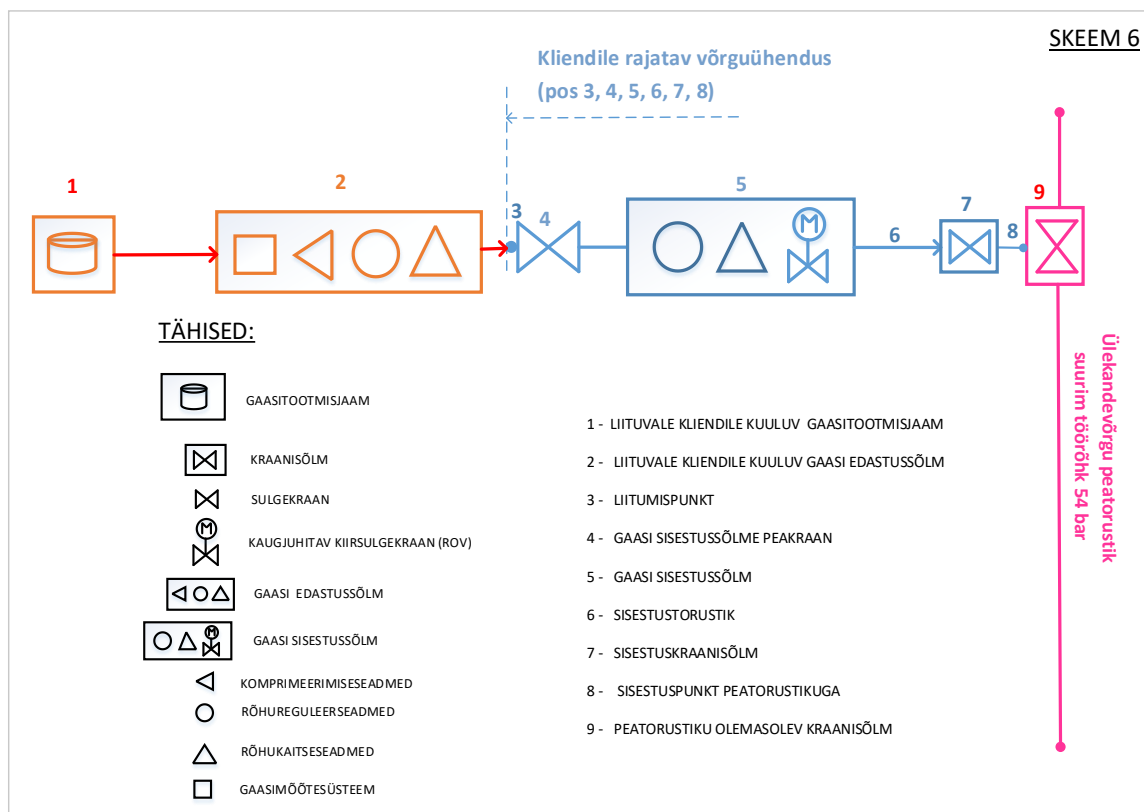 SKEEM 6
Kliendile rajatav võrguühendus
(pos 3, 4, 5, 6, 7, 8)
1
2
3
4
5
M
6
7
8
9
TÄHISED:
GAASITOOTMISJAAM
KRAANISÕLM
SULGEKRAAN
M
KAUGJUHITAV KIIRSULGEKRAAN (ROV)
GAASI EDASTUSSÕLM
M
GAASI SISESTUSSÕLM
KOMPRIMEERIMISESEADMED
RÕHUREGULEERSEADMED
RÕHUKAITSESEADMED
GAASIMÕÕTESÜSTEEM
1 - LIITUVALE KLIENDILE KUULUV GAASITOOTMISJAAM
2 - LIITUVALE KLIENDILE KUULUV GAASI EDASTUSSÕLM
3 - LIITUMISPUNKT
4 - GAASI SISESTUSSÕLME PEAKRAAN
5 - GAASI SISESTUSSÕLM
6 - SISESTUSTORUSTIK
7 - SISESTUSKRAANISÕLM
8 - SISESTUSPUNKT PEATORUSTIKUGA
9 - PEATORUSTIKU OLEMASOLEV KRAANISÕLM
Ülekandevõrgu peatorustik
suurim töörõhk 54 bar